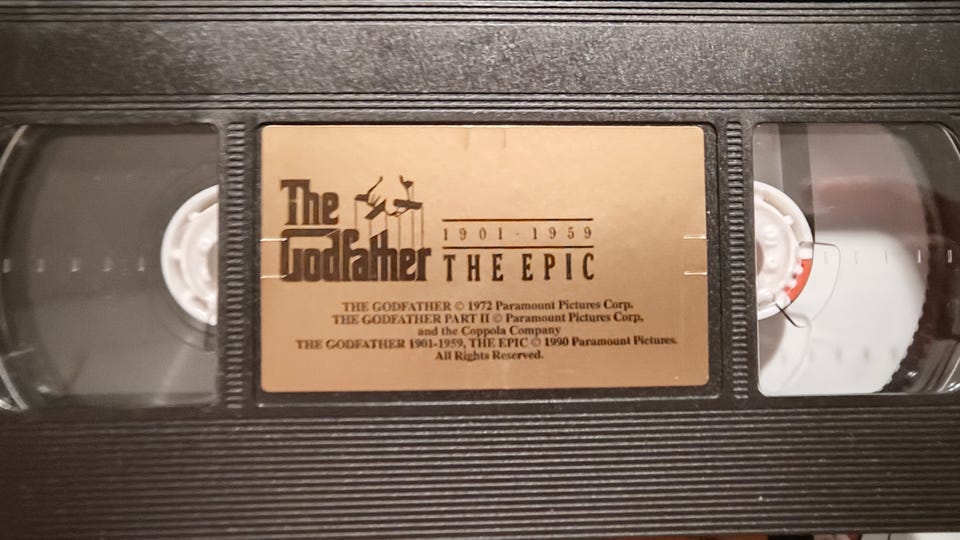 The
Godfather
1901-1959
THE EPIC
THE GODFATHER © 1972 Paramount Pictures Corp.
THE GODFATHER PART II © Paramount Pictures Corp,
and the Coppola Company
THE GODFATHER 1901-1959, THE EPIC © 1990 Paramount Pictures.
All Rights Reserved.